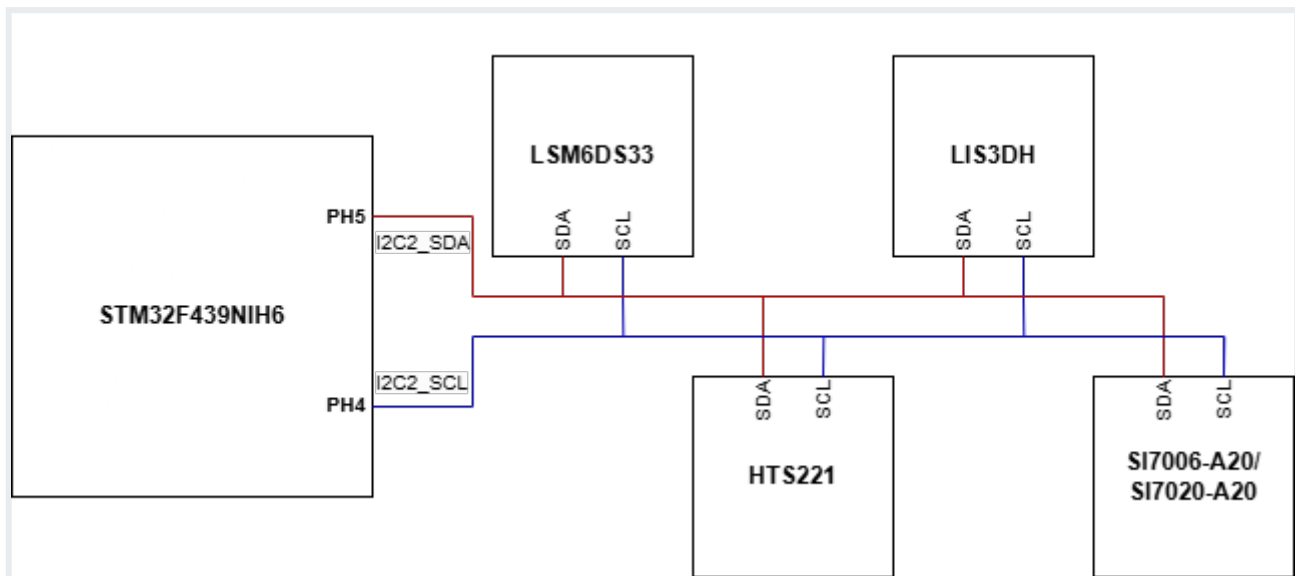 LSM6DS33
SDA
SCL
LIS3DH
SDA
SCL
PH5
I2C2_SDA
STM32F439NIH6
I2C2_SCL
PH4
SDA
SCL
HTS221
SDA
SCL
SI7006-A20/
SI7020-A20